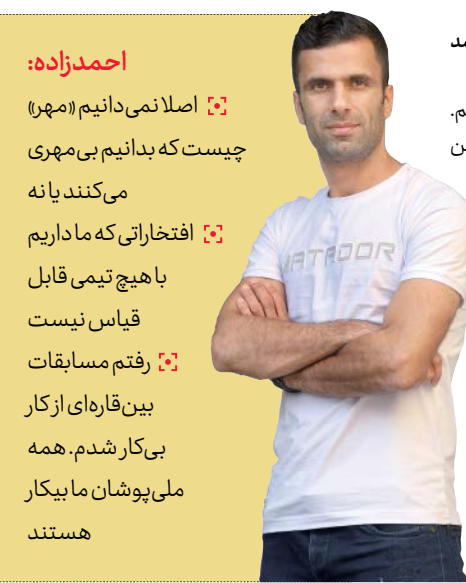 احمدزاده:
اصلا نمی‌دانیم «مهر»
چیست که بدانیم بی‌مهری
می‌کنند یا نه
افتخاراتی که ما داریم
با هیچ تیمی قابل
قیاس نیست
رفتم مسابقات
بین‌قاره‌ای از کار
بی‌کار شدم. همه
ملی‌پوشان ما بیکار
هستند
MATADOR